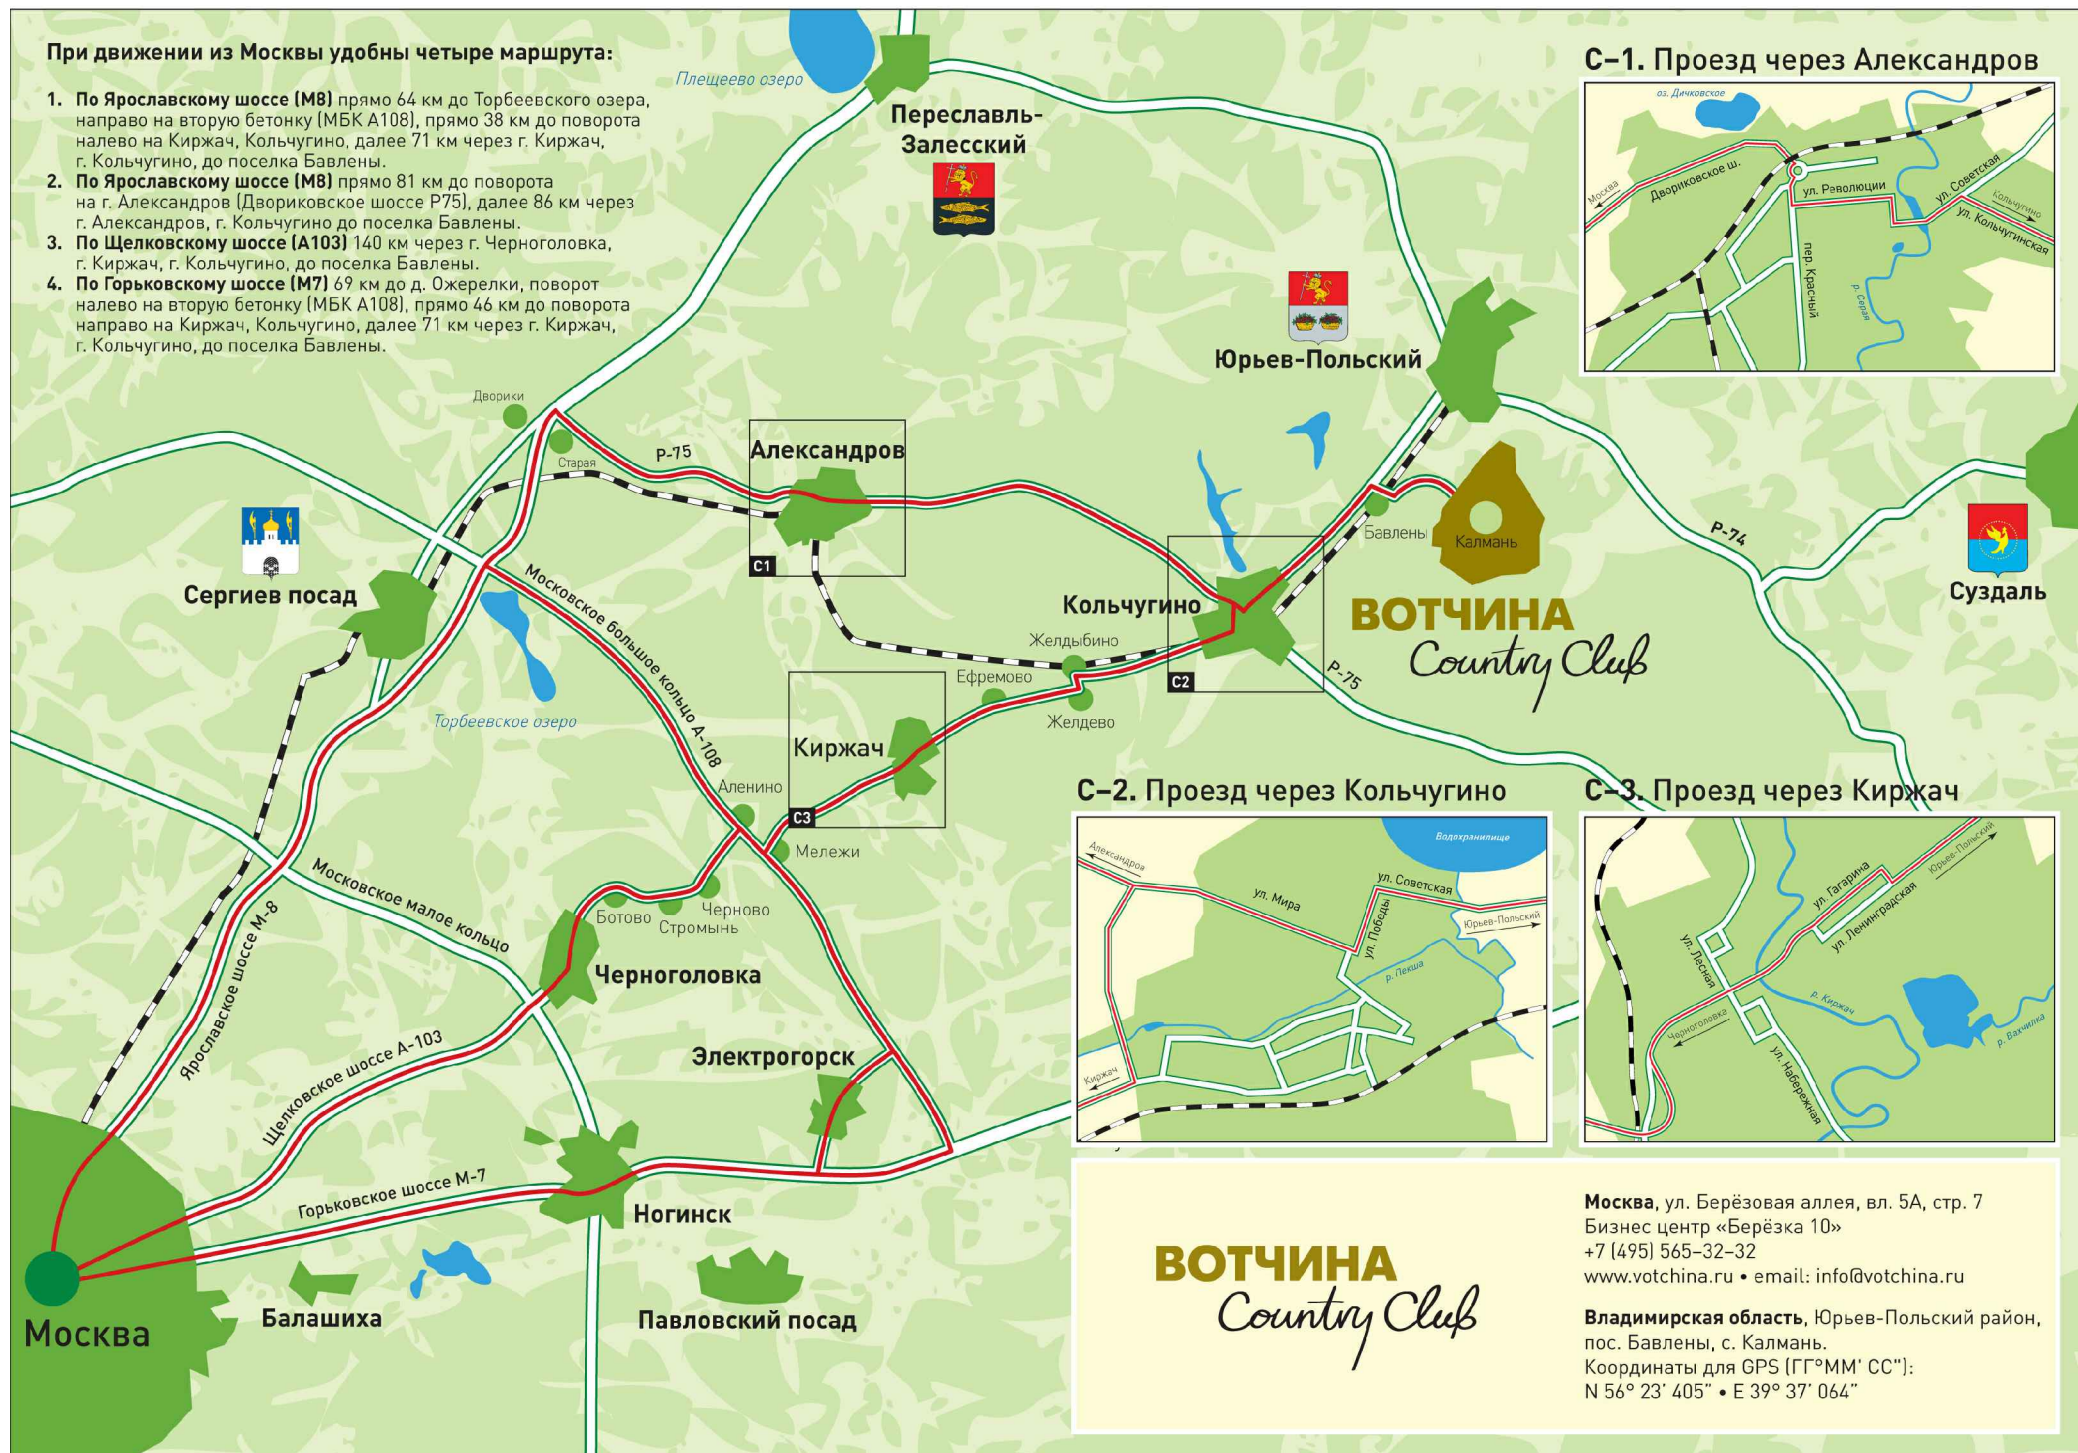 При движении из Москвы удобны четыре маршрута:
1. По Ярославскому шоссе (М8) прямо 64 км до Торбеевского озера,
направо на вторую бетонку (МБК А108), прямо 38 км до поворота
налево на Киржач, Кольчугино, далее 71 км через г. Киржач,
г. Кольчугино, до поселка Бавлены.
2. По Ярославскому шоссе (М8) прямо 81 км до поворота
на г. Александров (Двориковское шоссе Р75), далее 86 км через
г. Александров, г. Кольчугино до поселка Бавлены.
3. По Щелковскому шоссе (А103) 140 км через г. Черноголовка,
г. Киржач, г. Кольчугино, до поселка Бавлены.
4. По Горьковскому шоссе (М7) 69 км до д. Ожерелки, поворот
налево на вторую бетонку (МБК А108), прямо 46 км до поворота
направо на Киржач, Кольчугино, далее 71 км через г. Киржач,
г. Кольчугино, до поселка Бавлены.
Плещеево озеро
Переславль-
Залесский
Юрьев-Польский
Дворики
Старая
Р-75
Александров
С1
Сергиев посад
Московское большое кольцо А-108
Торбеевское озеро
Бавлены
Калмань
ВОТЧИНА
Country Club
Р-74
Суздаль
Кольчугино
С2
Р-75
Желдыбино
Ефремово
Желдево
Киржач
С3
Аленино
Мележи
Черново
Стромынь
Ботово
Московское малое кольцо
Черноголовка
Ярославское шоссе М-8
Щелковское шоссе А-103
Электрогорск
Горьковское шоссе М-7
Ногинск
Балашиха
Павловский посад
Москва
С–1. Проезд через Александров
оз. Дичковское
Москва
Двориковское ш.
ул. Революции
ул. Советская
Кольчугино
ул. Кольчугинская
пер. Красный
р. Серая
С–2. Проезд через Кольчугино
Водохранилище
Александров
ул. Мира
ул. Советская
ул. Победы
Юрьев-Польский
р. Пекша
Киржач
С–3. Проезд через Киржач
Юрьев-Польский
ул. Гагарина
ул. Ленинградская
ул. Лесная
р. Киржач
Черноголовка
р. Вахчилка
ул. Набережная
ВОТЧИНА
Country Club
Москва, ул. Берёзовая аллея, вл. 5А, стр. 7
Бизнес центр «Берёзка 10»
+7 (495) 565–32–32
www.votchina.ru • email: info@votchina.ru
Владимирская область, Юрьев-Польский район,
пос. Бавлены, с. Калмань.
Координаты для GPS (ГГ°ММ' СС"):
N 56° 23' 405" • E 39° 37' 064"